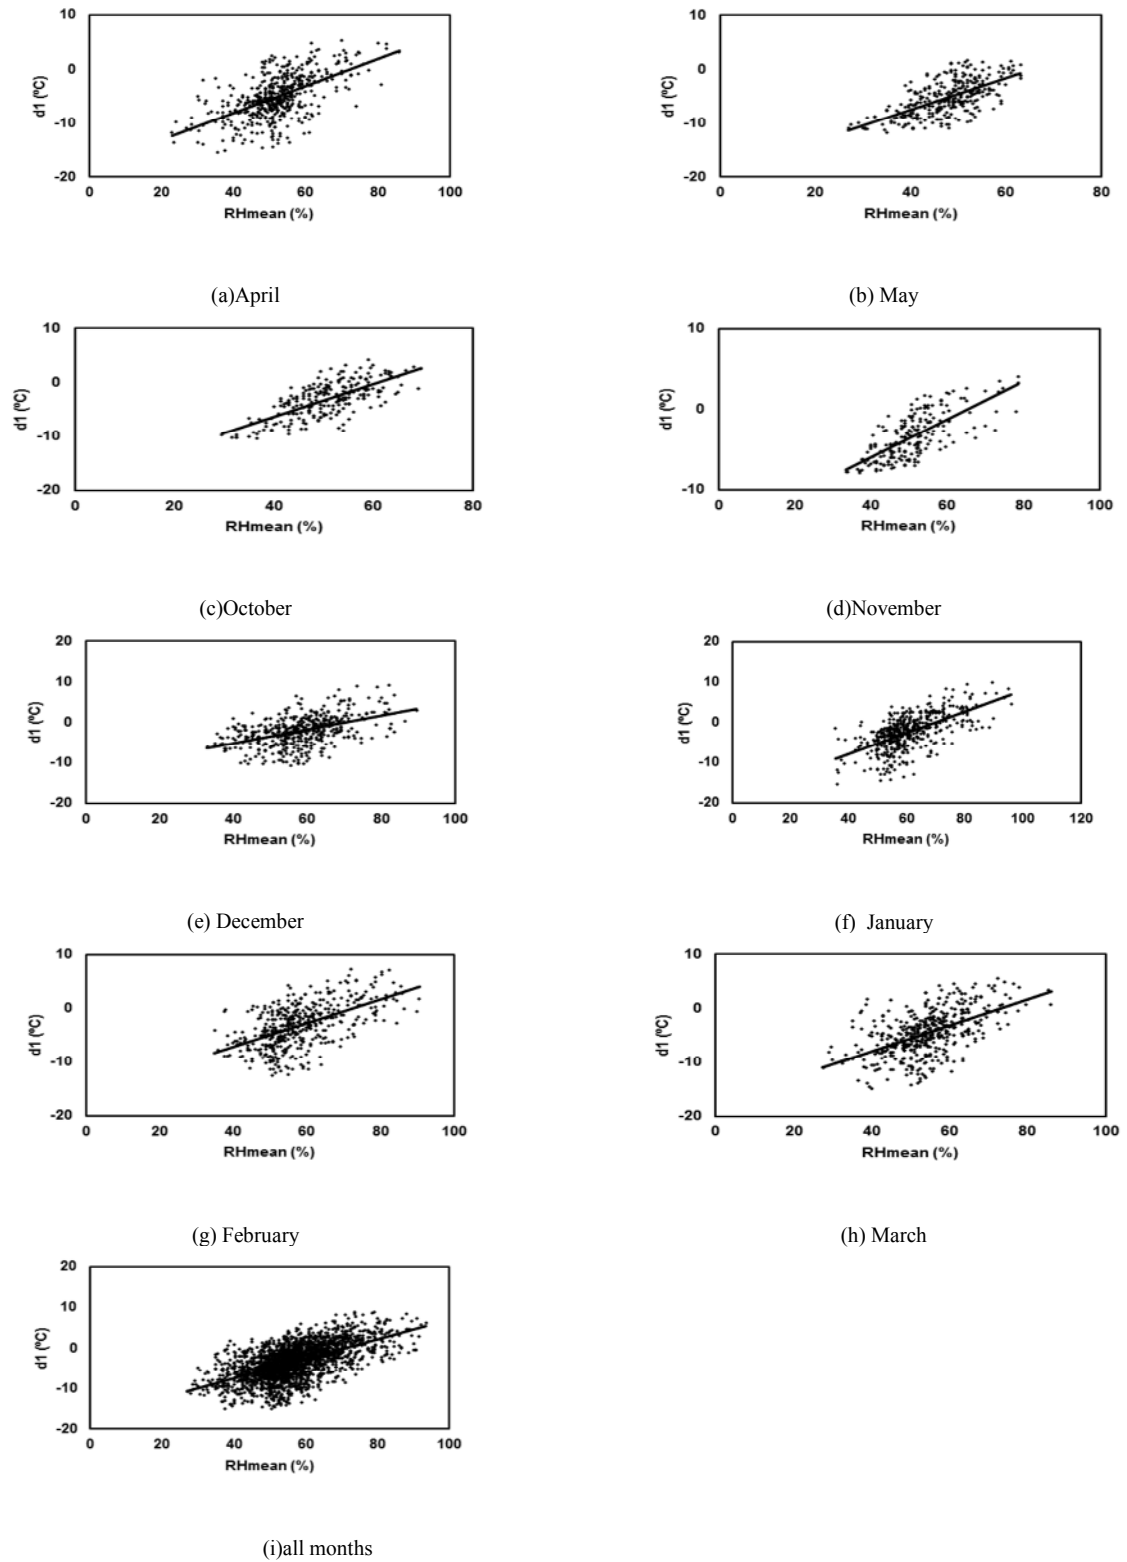 10
0
-10
-20
d1 (ºC)
0 20 40 60 80 100
RHmean (%)
(a)April
10
0
-10
-20
d1 (ºC)
0 20 40 60 80
RHmean (%)
(b) May
10
0
-10
-20
d1 (ºC)
0 20 40 60 80
RHmean (%)
(c)October
10
0
-10
d1 (ºC)
0 20 40 60 80 100
RHmean (%)
(d)November
20
10
0
-10
-20
d1 (ºC)
0 20 40 60 80 100
RHmean (%)
(e) December
20
10
0
-10
-20
d1 (ºC)
0 20 40 60 80 100 120
RHmean (%)
(f) January
10
0
-10
-20
d1 (ºC)
0 20 40 60 80 100
RHmean (%)
(g) February
10
0
-10
-20
d1 (ºC)
0 20 40 60 80 100
RHmean (%)
(h) March
20
10
0
-10
-20
d1 (ºC)
0 20 40 60 80 100
RHmean (%)
(i)all months